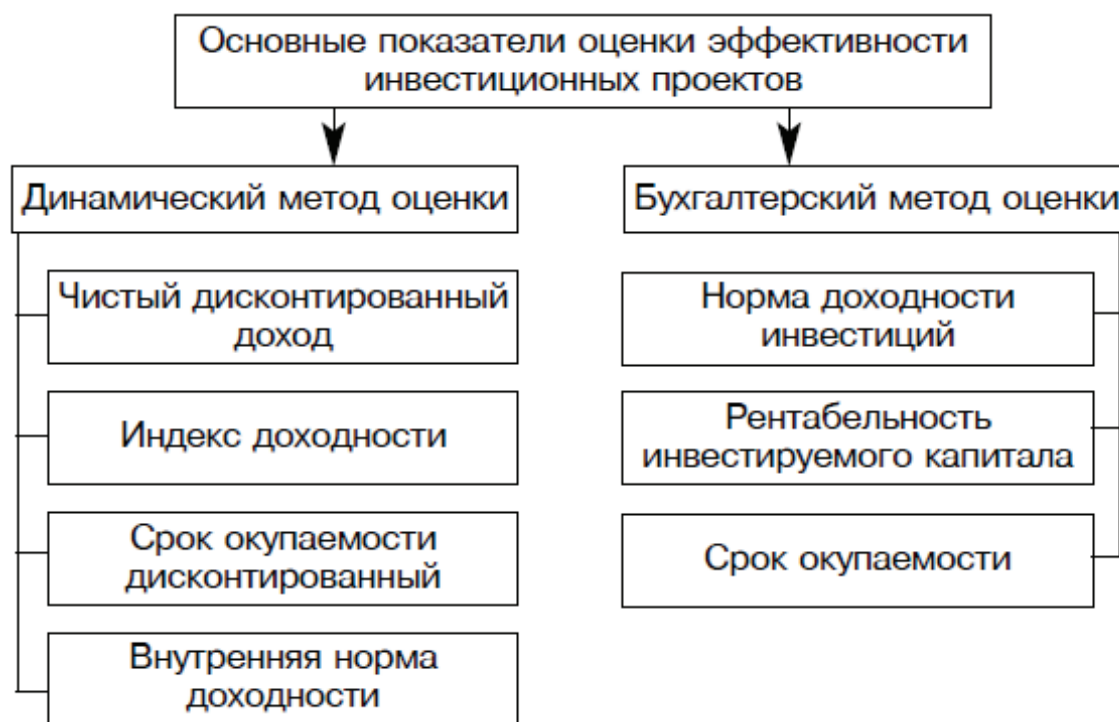 Основные показатели оценки эффективности
инвестиционных проектов
Динамический метод оценки
Чистый дисконтированный
доход
Индекс доходности
Срок окупаемости
дисконтированный
Внутренняя норма
доходности
Бухгалтерский метод оценки
Норма доходности
инвестиций
Рентабельность
инвестируемого капитала
Срок окупаемости